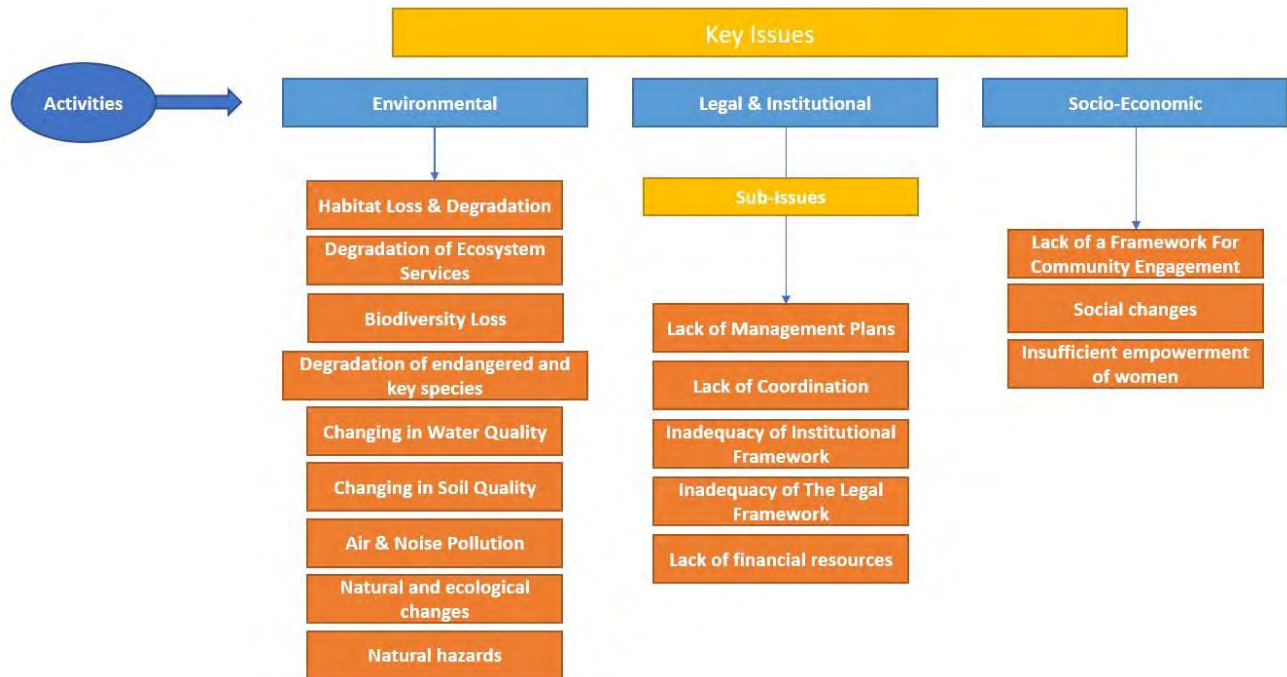 Key Issues
Activities
Environmental
Legal & Institutional
Socio-Economic
Habitat Loss & Degradation
Degradation of Ecosystem
Services
Biodiversity Loss
Degradation of endangered and
key species
Changing in Water Quality
Changing in Soil Quality
Air & Noise Pollution
Natural and ecological
changes
Natural hazards
Sub-Issues
Lack of Management Plans
Lack of Coordination
Inadequacy of Institutional
Framework
Inadequacy of The Legal
Framework
Lack of financial resources
Lack of a Framework For
Community Engagement
Social changes
Insufficient empowerment
of women